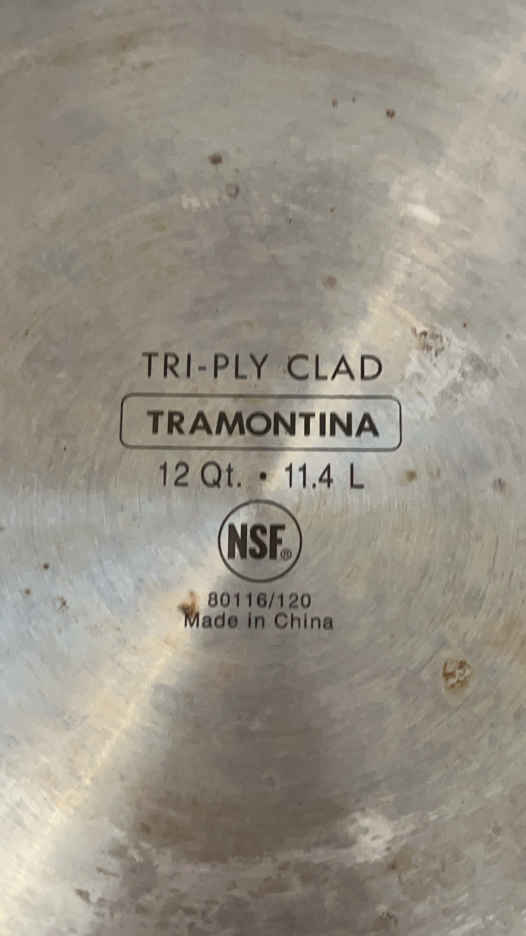 TRI-PLY CLAD
TRAMONTINA
12 Qt. • 11.4 L
NSF®
80116/120
Made in China